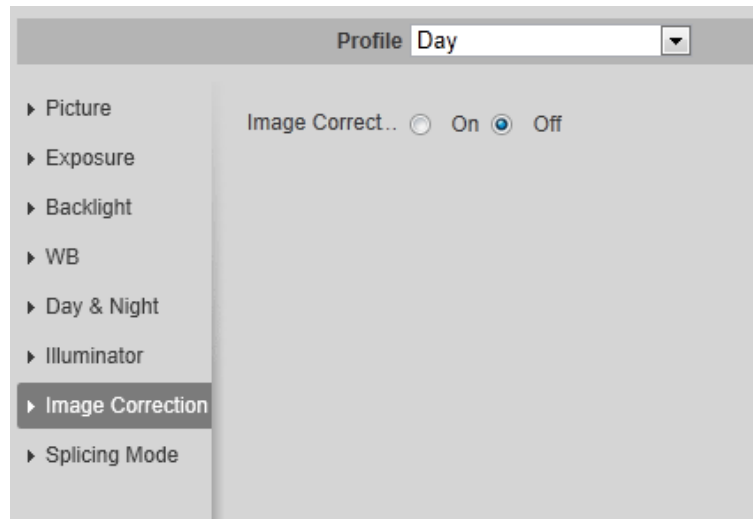 Profile Day
Picture
Exposure
Backlight
WB
Day & Night
Illuminator
Image Correction
Splicing Mode
Image Correct.. On Off